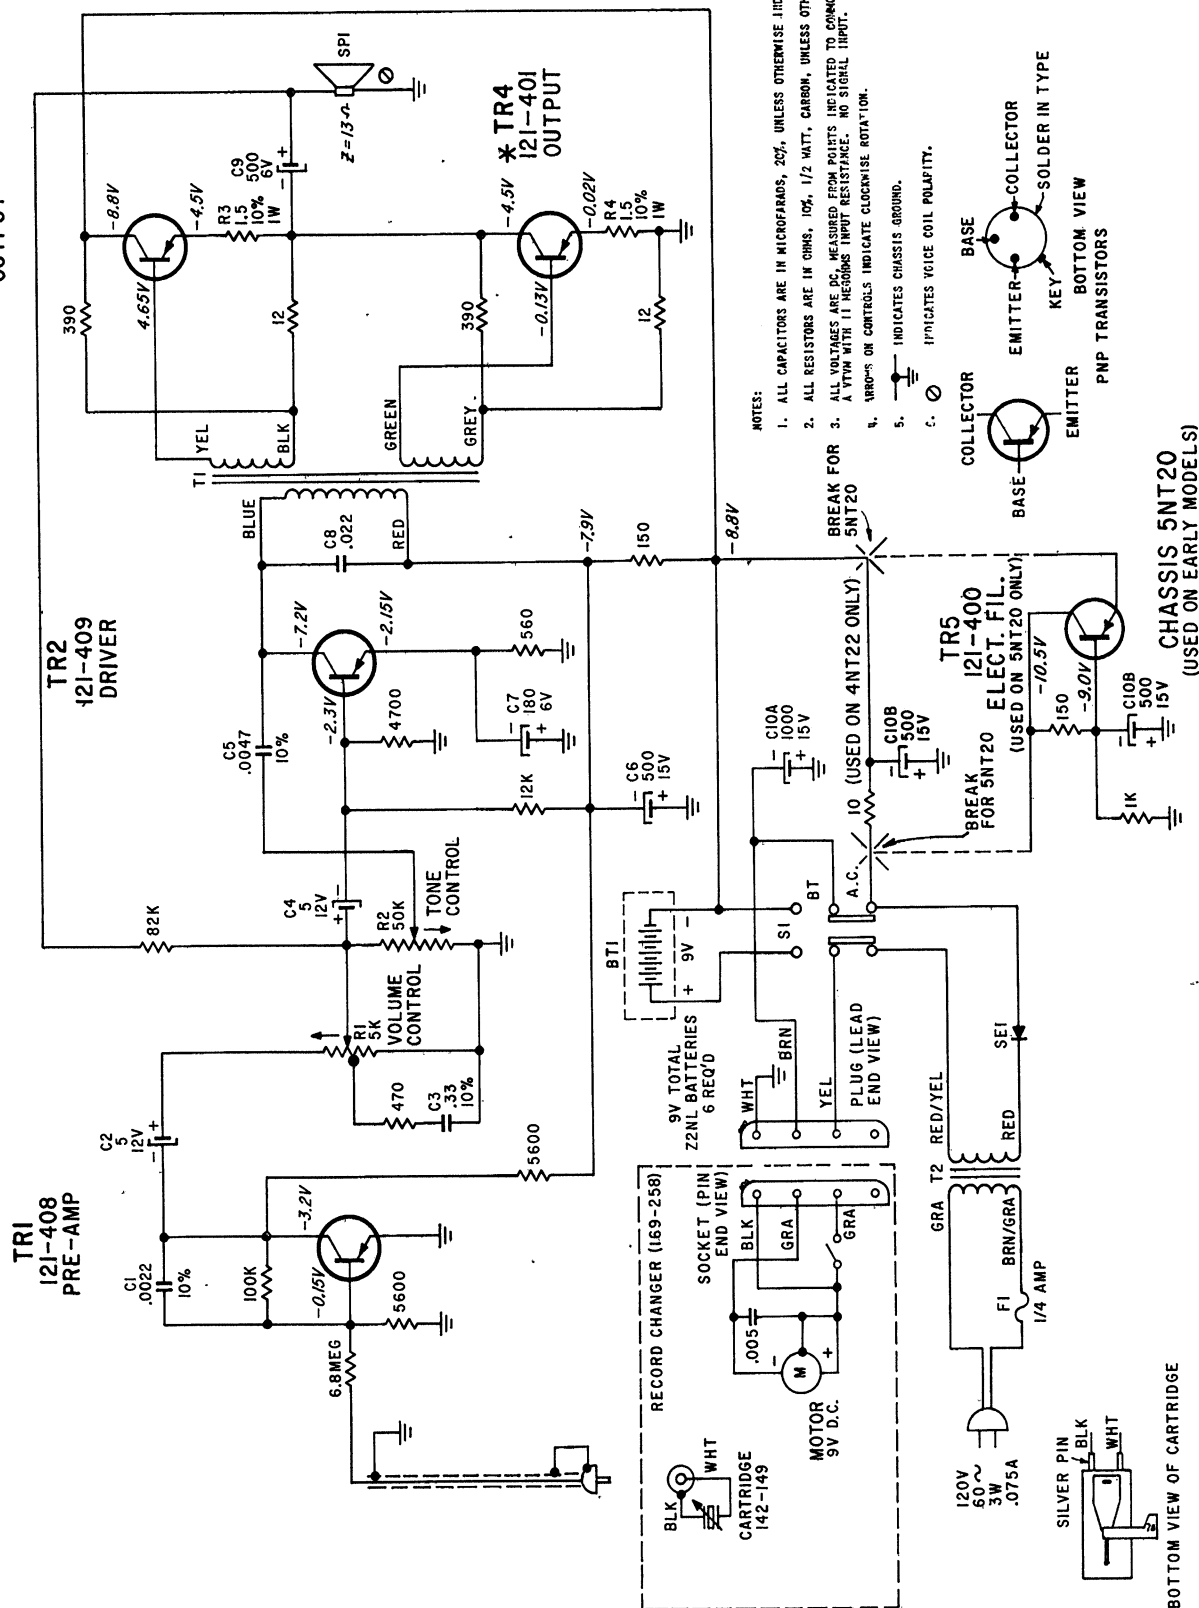 TR1
121-408
PRE-AMP
TR2
121-409
DRIVER
*TR4
121-401
OUTPUT
C1
.0022
10%
100K
-0.15V
-3.2V
5600
6.8MEG
C2
5
12V
- +
5600
470
C3
.33
10%
R1
5K
VOLUME
CONTROL
82K
R2
50K
TONE
CONTROL
C4
5
12V
+ -
C5
.0047
10%
-7.2V
-2.3V
-2.15V
4700
12K
C7
180
6V
560
C6
500
15V
BLUE
C8
.022
RED
T1
YEL
BLK
GREEN
GREY
-7.9V
150
-8.8V
390
4.65V
-8.8V
-4.5V
R3
1.5
10%
1W
12
C9
500
6V
- +
SP1
Z=13Ω
390
-4.5V
-0.13V
-0.02V
R4
1.5
10%
1W
12
BT1
+ 9V -
9V TOTAL
Z2NL BATTERIES
6 REQ'D
S1
BT
A.C.
C10A
1000
15V
10 (USED ON 4NT22 ONLY)
C10B
500
15V
BREAK FOR
5NT20
BREAK
FOR 5NT20
TR5
121-400
ELECT. FIL.
(USED ON 5NT20 ONLY)
-10.5V
150
-9.0V
C10B
500
15V
1K
CHASSIS 5NT20
(USED ON EARLY MODELS)
WHT
BRN
YEL
PLUG (LEAD
END VIEW)
RED/YEL
SE1
RED
T2
GRA
BRN/GRA
F1
1/4 AMP
120V
60~
3W
.075A
RECORD CHANGER (169-258)
SOCKET (PIN
END VIEW)
BLK
GRA
GRA
.005
-
M
+
MOTOR
9V D.C.
BLK
WHT
CARTRIDGE
142-149
SILVER PIN
BLK
WHT
78
BOTTOM VIEW OF CARTRIDGE
NOTES:
1. ALL CAPACITORS ARE IN MICROFARADS, 20%, UNLESS OTHERWISE
2. ALL RESISTORS ARE IN OHMS, 10%, 1/2 WATT, CARBON, UNLESS
3. ALL VOLTAGES ARE DC, MEASURED FROM POINTS INDICATED TO
A VTVM WITH 11 MEGOHMS INPUT RESISTANCE. NO SIGNAL INPUT.
4. ARROWS ON CONTROLS INDICATE CLOCKWISE ROTATION.
5. INDICATES CHASSIS GROUND.
INDICATES VOICE COIL POLARITY.
COLLECTOR
BASE
EMITTER
BASE
COLLECTOR
EMITTER
KEY
SOLDER IN TYPE
BOTTOM VIEW
PNP TRANSISTORS